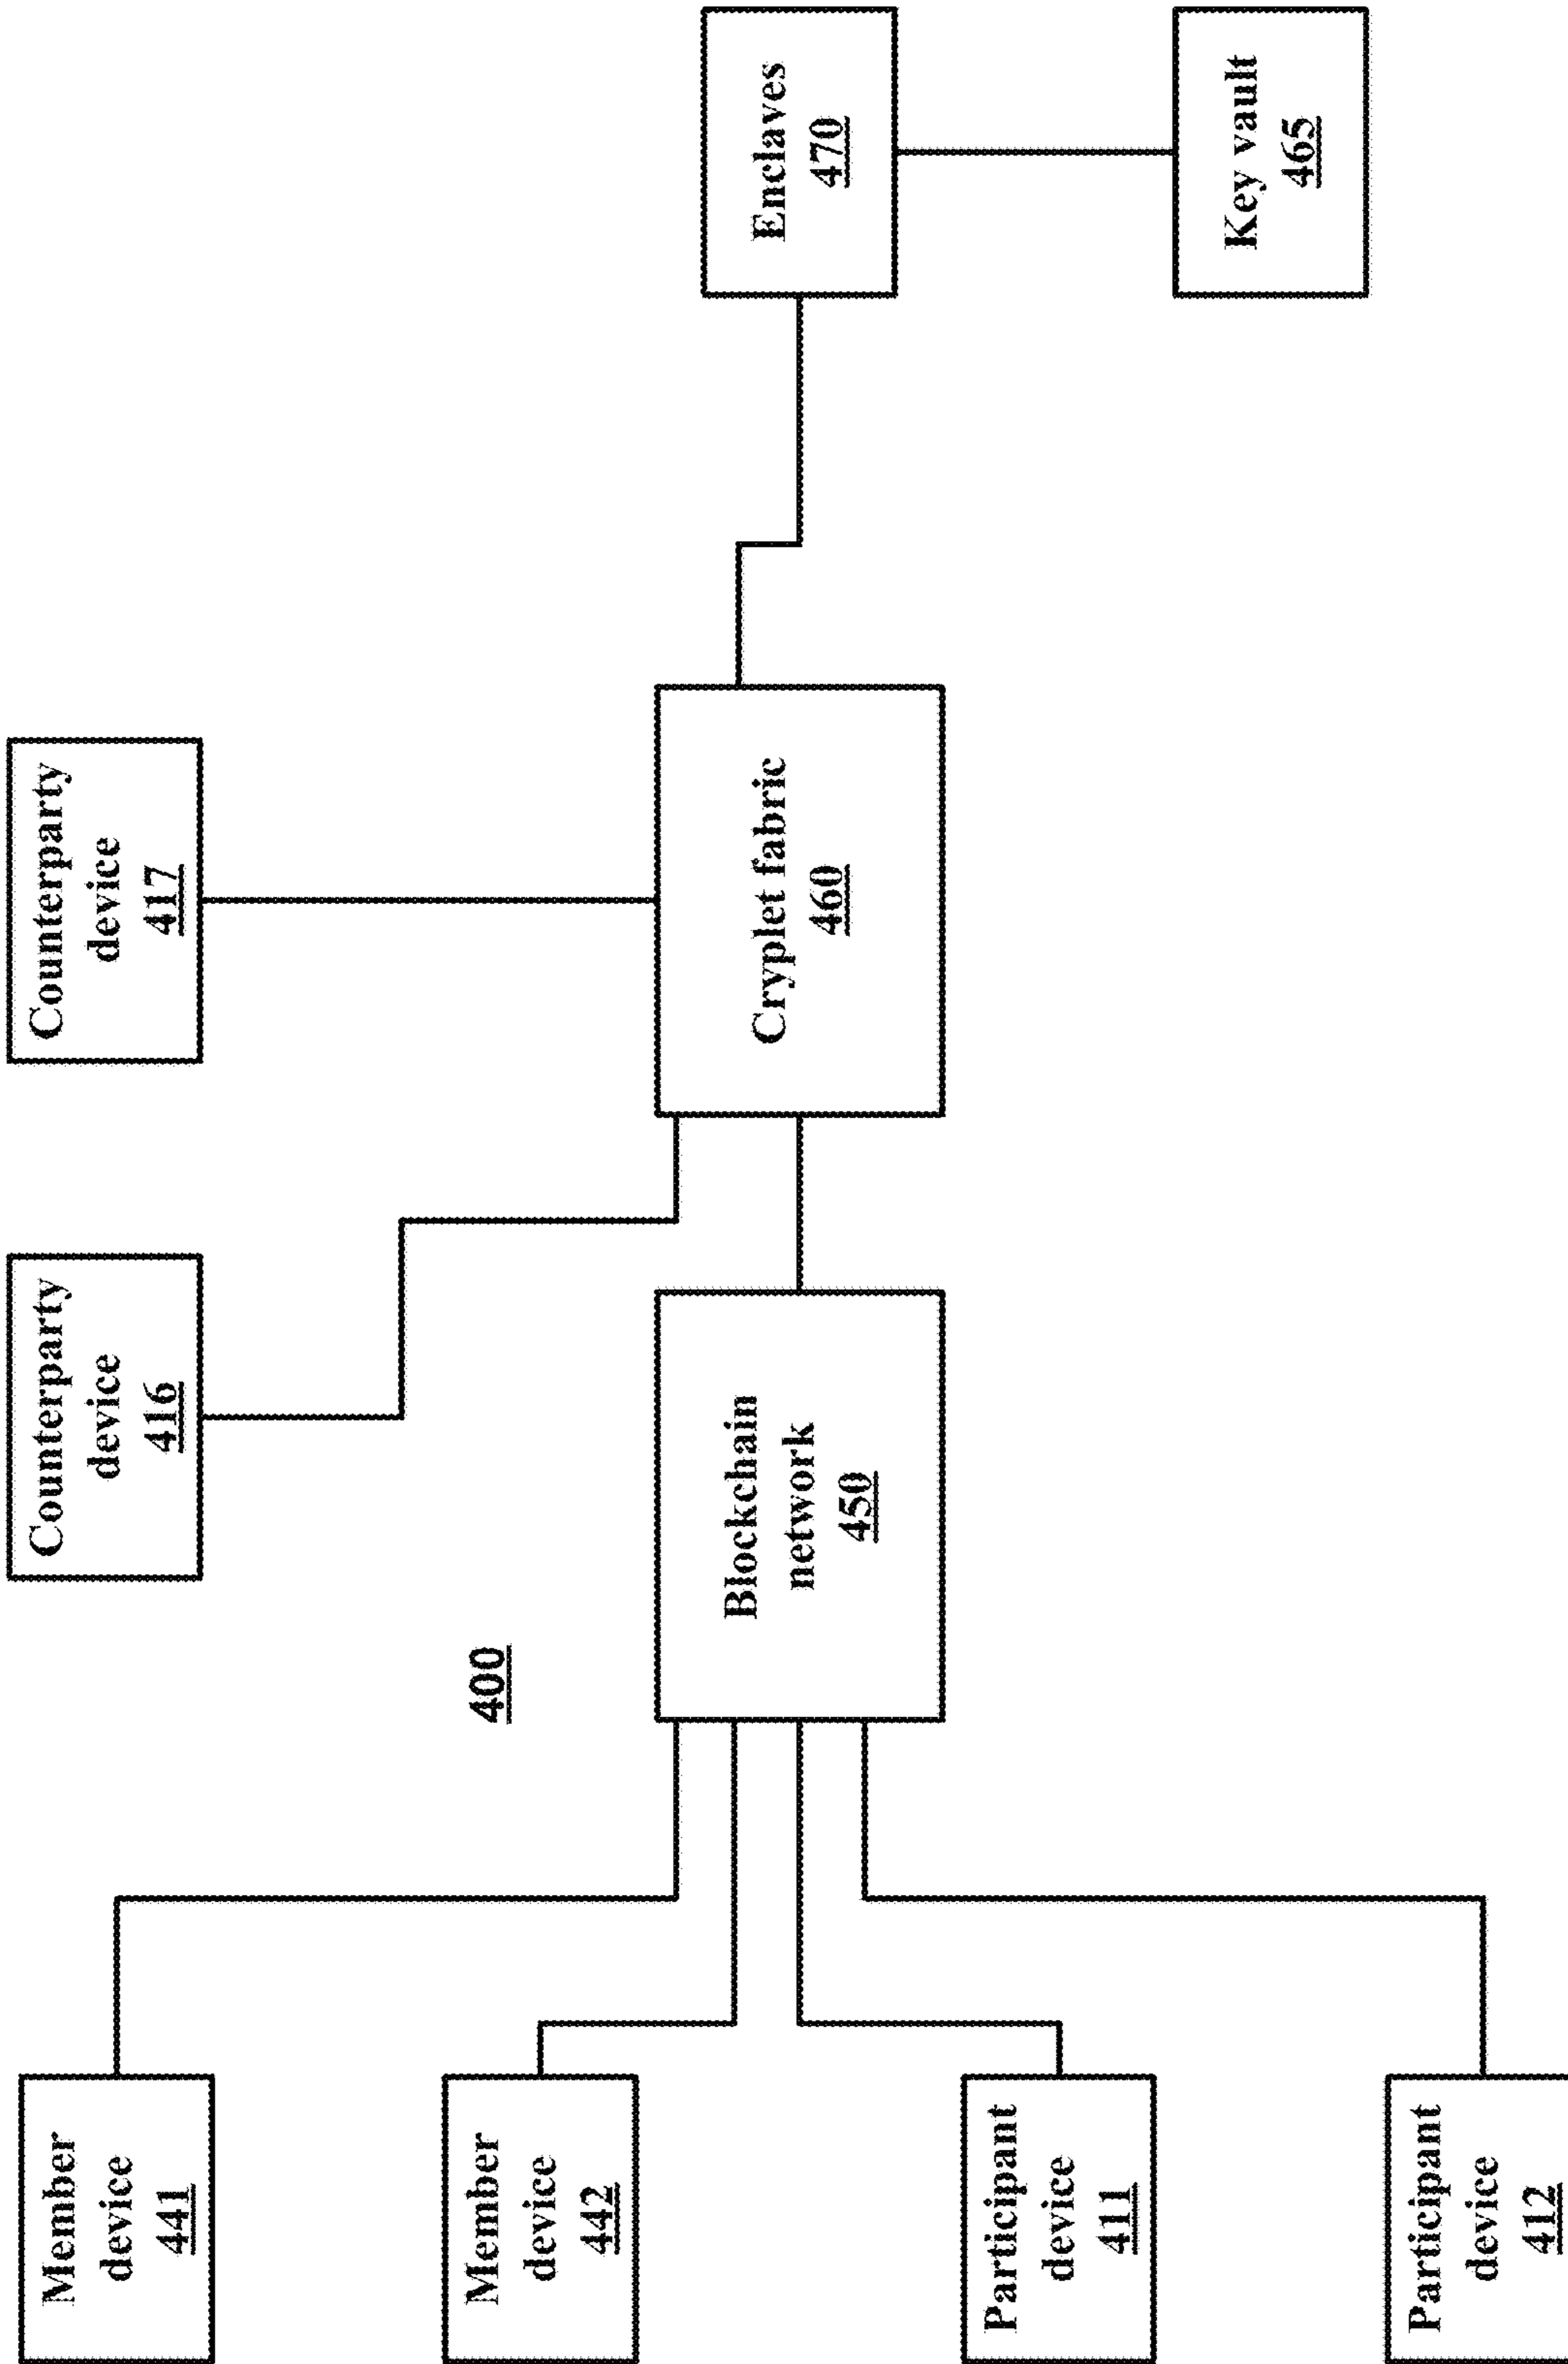 Counterparty
device
416
Counterparty
device
417
400
Member
device
441
Member
device
442
Participant
device
411
Participant
device
412
Blockchain
network
450
Cryplet fabric
460
Enclaves
470
Key vault
465